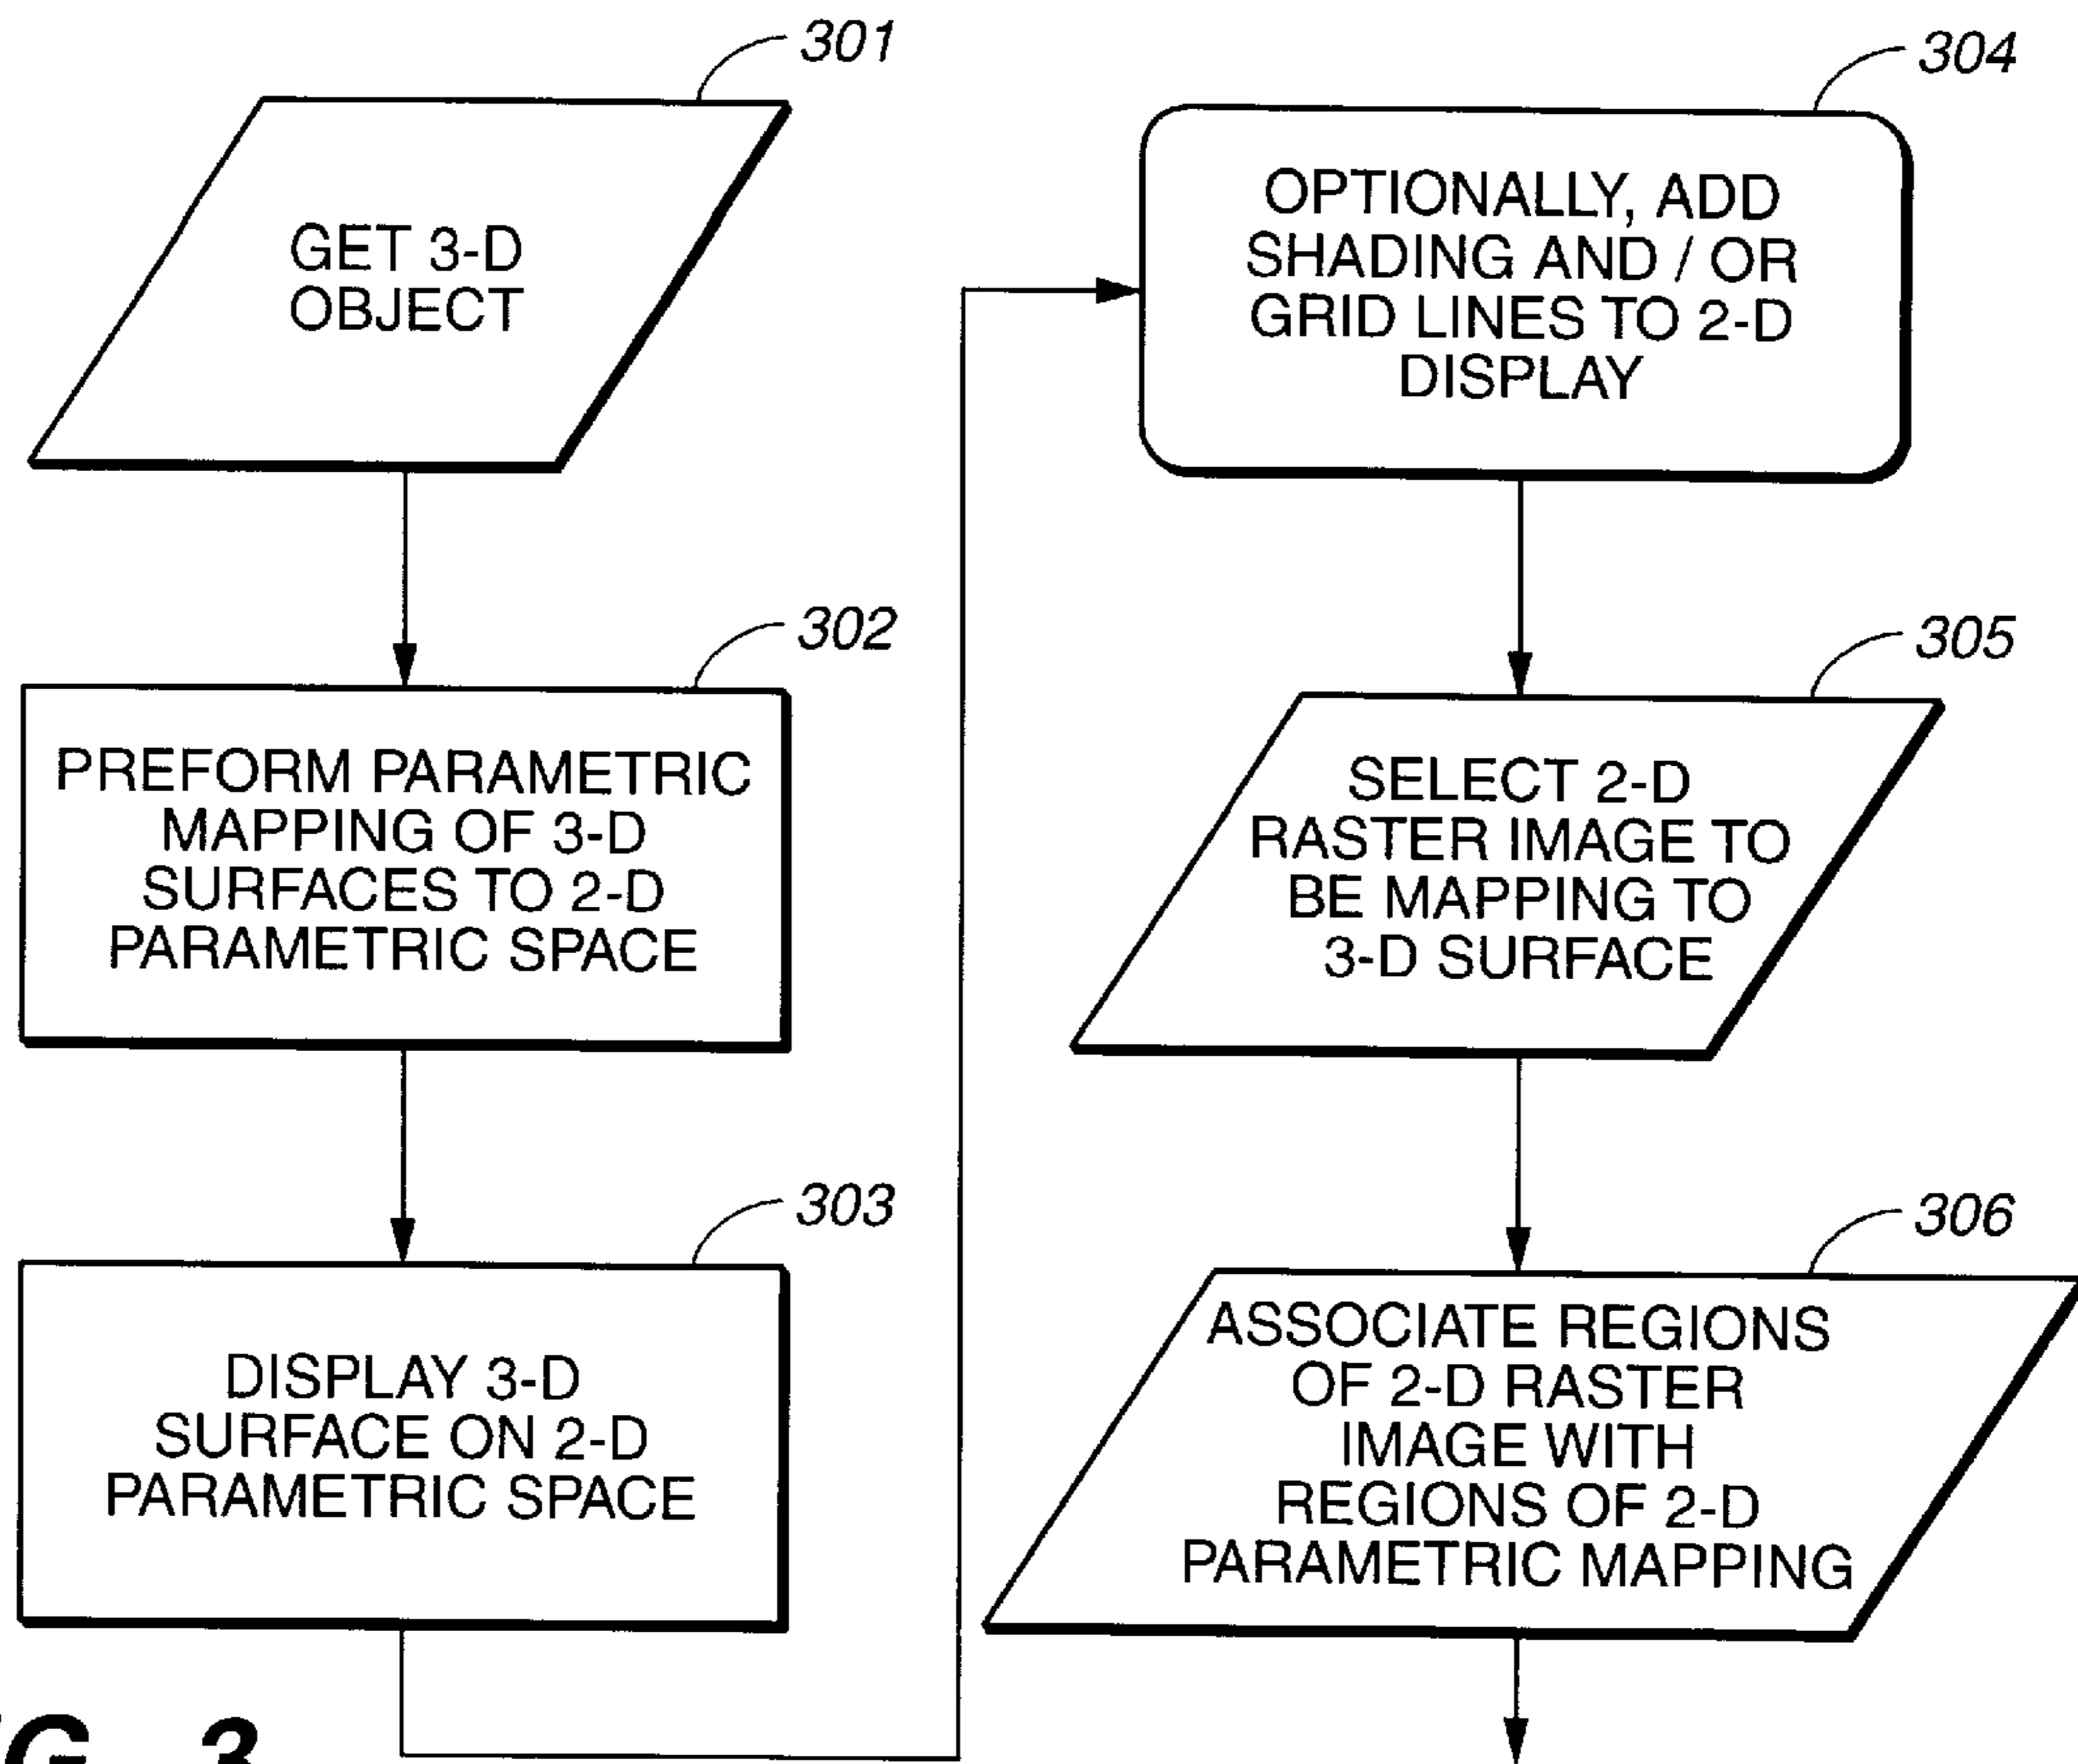 301
GET 3-D
OBJECT
302
PREFORM PARAMETRIC
MAPPING OF 3-D
SURFACES TO 2-D
PARAMETRIC SPACE
303
DISPLAY 3-D
SURFACE ON 2-D
PARAMETRIC SPACE
304
OPTIONALLY, ADD
SHADING AND / OR
GRID LINES TO 2-D
DISPLAY
305
SELECT 2-D
RASTER IMAGE TO
BE MAPPING TO
3-D SURFACE
306
ASSOCIATE REGIONS
OF 2-D RASTER
IMAGE WITH
REGIONS OF 2-D
PARAMETRIC MAPPING
3